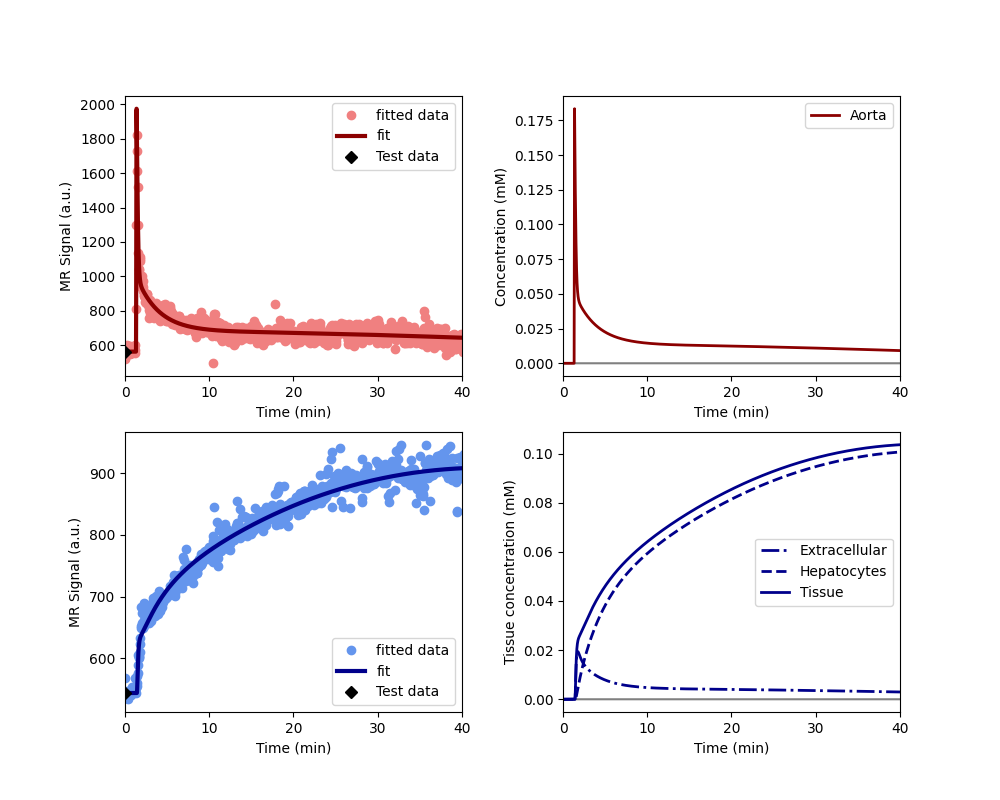 2000
1800
1600
1400
1200
1000
800
600
MR Signal (a.u.)
0 10 20 30 40
Time (min)
fitted data
fit
Test data
0.175
0.150
0.125
0.100
0.075
0.050
0.025
0.000
Concentration (mM)
0 10 20 30 40
Time (min)
Aorta
900
800
700
600
MR Signal (a.u.)
0 10 20 30 40
Time (min)
fitted data
fit
Test data
0.10
0.08
0.06
0.04
0.02
0.00
Tissue concentration (mM)
0 10 20 30 40
Time (min)
Extracellular
Hepatocytes
Tissue